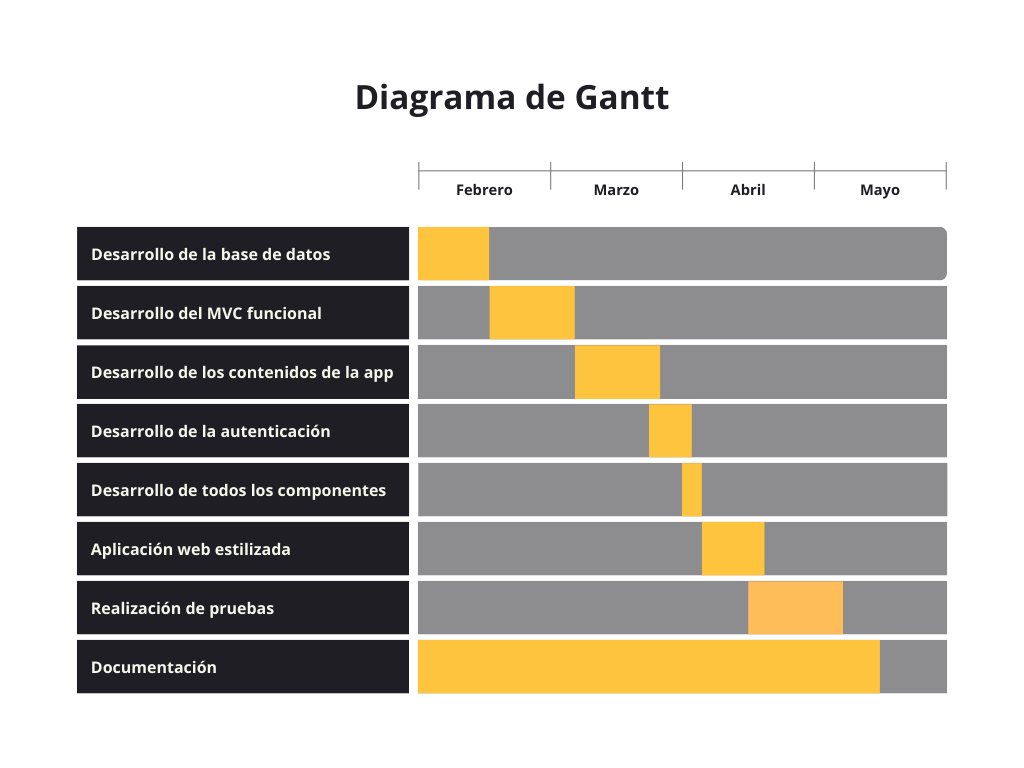 Diagrama de Gantt
Febrero
Marzo
Abril
Mayo
Desarrollo de la base de datos
Desarrollo del MVC funcional
Desarrollo de los contenidos de la app
Desarrollo de la autenticación
Desarrollo de todos los componentes
Aplicación web estilizada
Realización de pruebas
Documentación